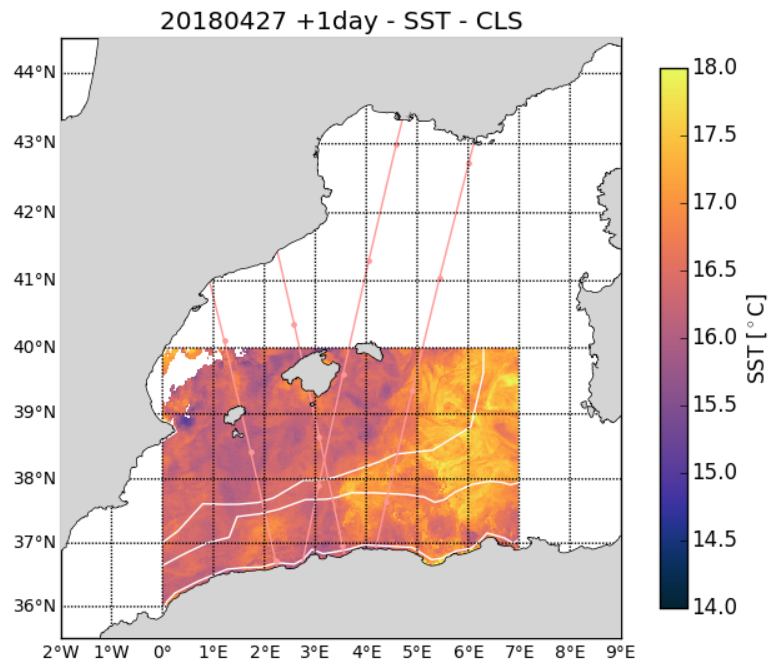 20180427 +1day - SST - CLS
44°N
43°N
42°N
41°N
40°N
39°N
38°N
37°N
36°N
2°W 1°W 0° 1°E 2°E 3°E 4°E 5°E 6°E 7°E 8°E 9°E
18.0
17.5
17.0
16.5
16.0
15.5
15.0
14.5
14.0
SST [°C]